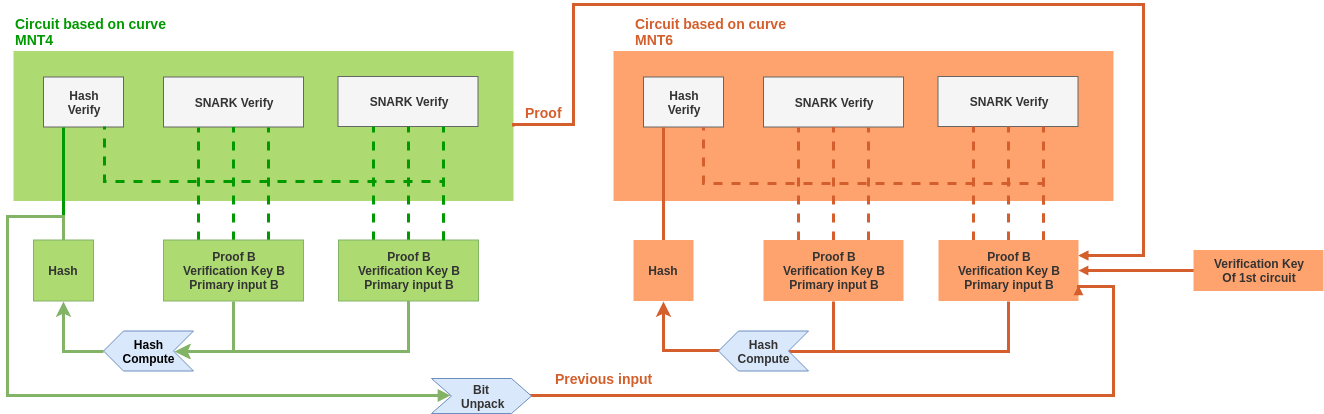 Circuit based on curve
MNT4
Circuit based on curve
MNT6
Hash
Verify
SNARK Verify
SNARK Verify
Proof
Hash
Verify
SNARK Verify
SNARK Verify
Hash
Proof B
Verification Key B
Primary input B
Proof B
Verification Key B
Primary input B
Hash
Proof B
Verification Key B
Primary input B
Proof B
Verification Key B
Primary input B
Verification Key
Of 1st circuit
Hash
Compute
Hash
Compute
Bit
Unpack
Previous input